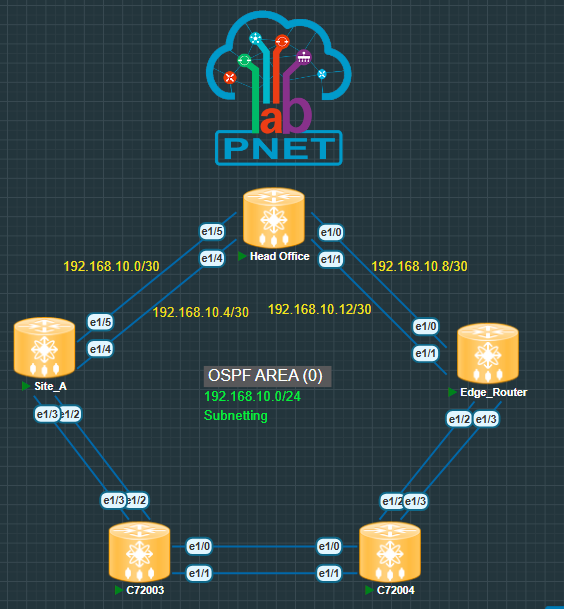 lab
PNET
e1/5
e1/0
e1/4
e1/1
Head Office
192.168.10.0/30
192.168.10.8/30
192.168.10.4/30
192.168.10.12/30
e1/5
e1/0
e1/4
e1/1
Site_A
OSPF AREA (0)
Edge_Router
192.168.10.0/24
Subnetting
e1/3
e1/2
e1/2
e1/3
e1/3
e1/2
e1/2
e1/3
e1/0
e1/0
e1/1
e1/1
C72003
C72004